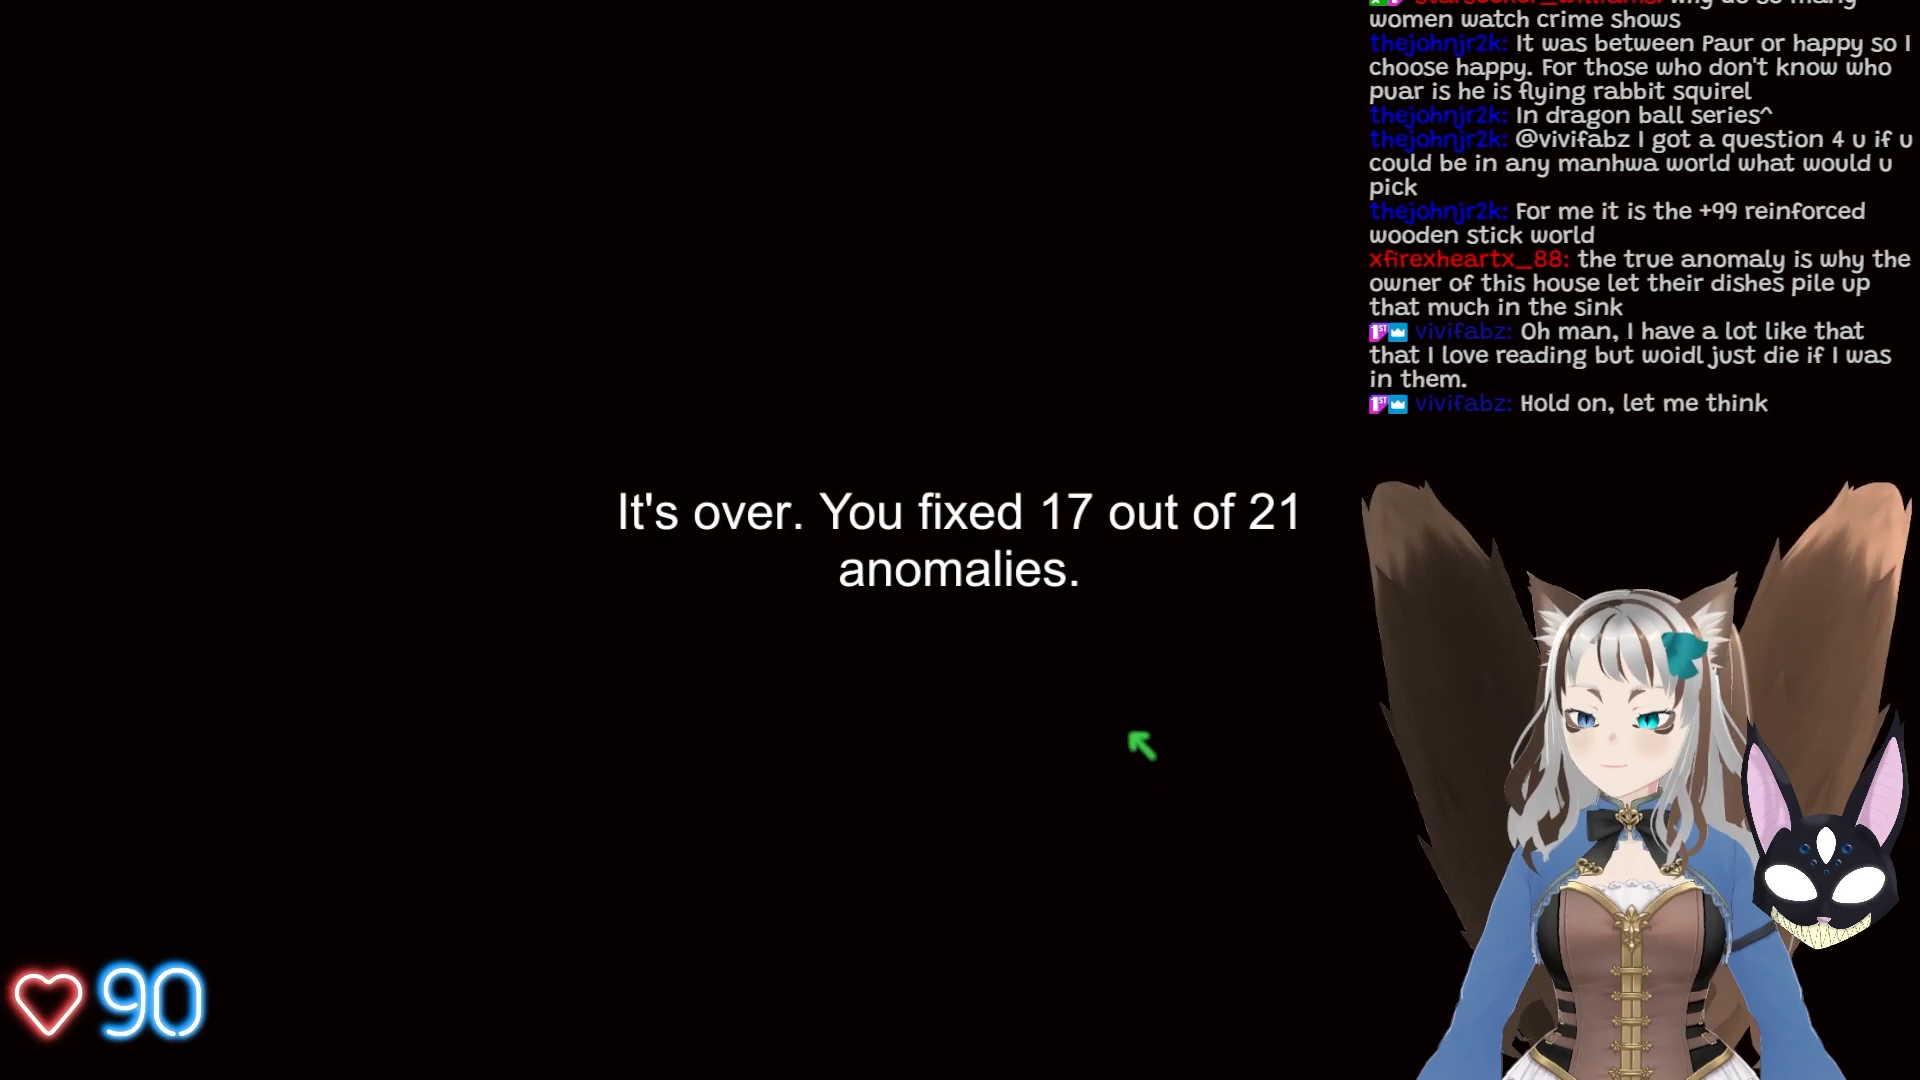 women watch crime shows
thejohnjr2k: It was between Paur or happy so I
choose happy. For those who don't know who
puar is he is flying rabbit squirel
thejohnjr2k: In dragon ball series^
thejohnjr2k: @vivifabz I got a question 4 u if u
could be in any manhwa world what would u
pick
thejohnjr2k: For me it is the +99 reinforced
wooden stick world
xfirexheartx_88: the true anomaly is why the
owner of this house let their dishes pile up
that much in the sink
1ST vivifabz: Oh man, I have a lot like that
that I love reading but woidl just die if I was
in them.
1ST vivifabz: Hold on, let me think
It's over. You fixed 17 out of 21
anomalies.
90